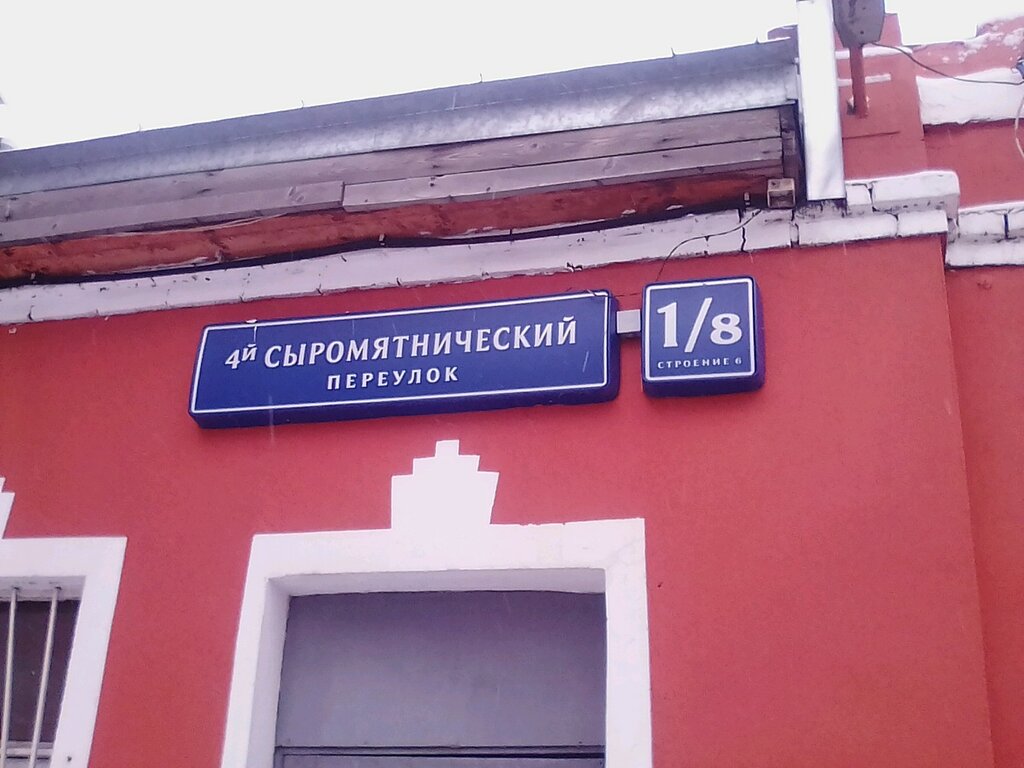 4й СЫРОМЯТНИЧЕСКИЙ
ПЕРЕУЛОК
1/8
СТРОЕНИЕ 6